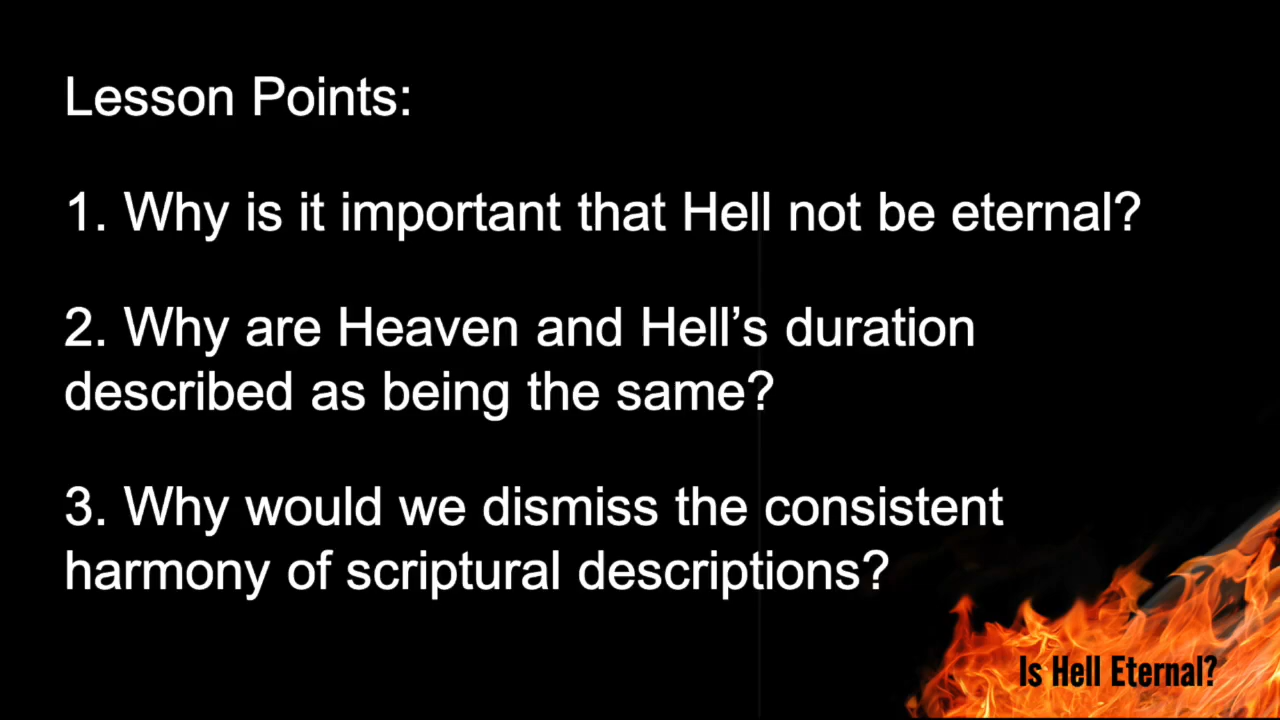 Lesson Points:
1. Why is it important that Hell not be eternal?
2. Why are Heaven and Hell’s duration
described as being the same?
3. Why would we dismiss the consistent
harmony of scriptural descriptions?
Is Hell Eternal?